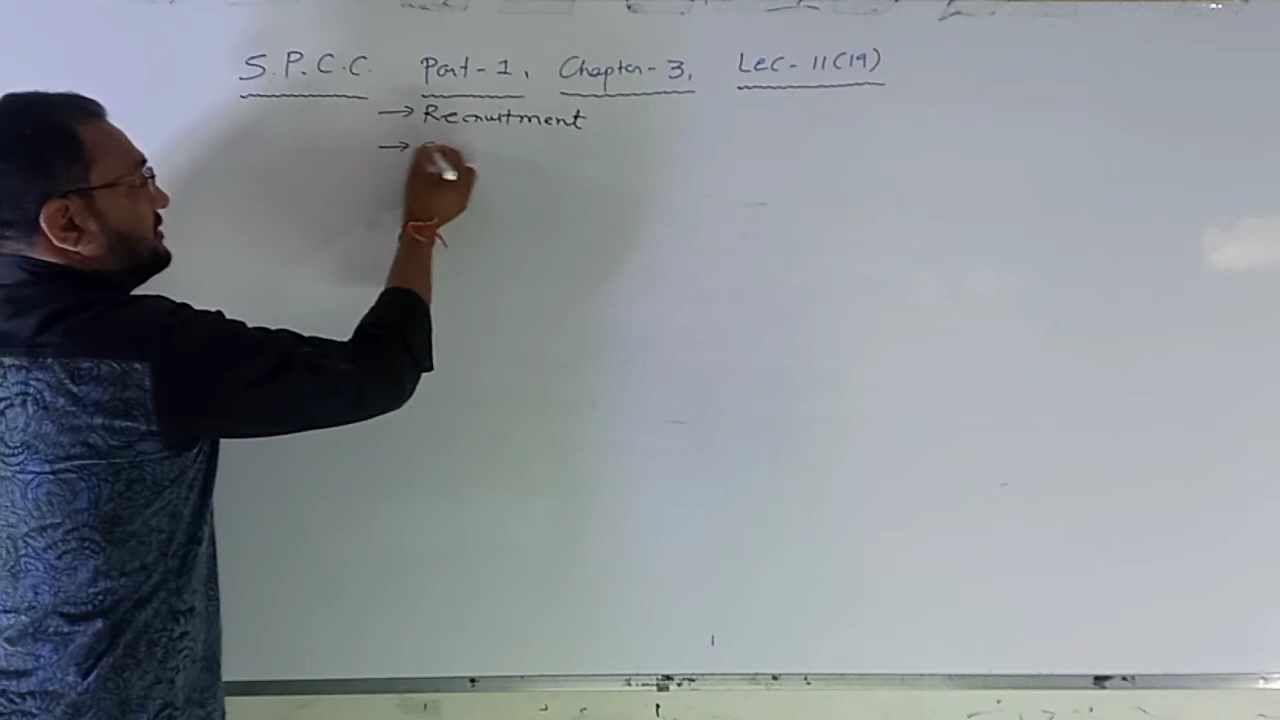 S.P.C.C. Part-1, Chapter-3, Lec-11(19)
→ Recruitment
→